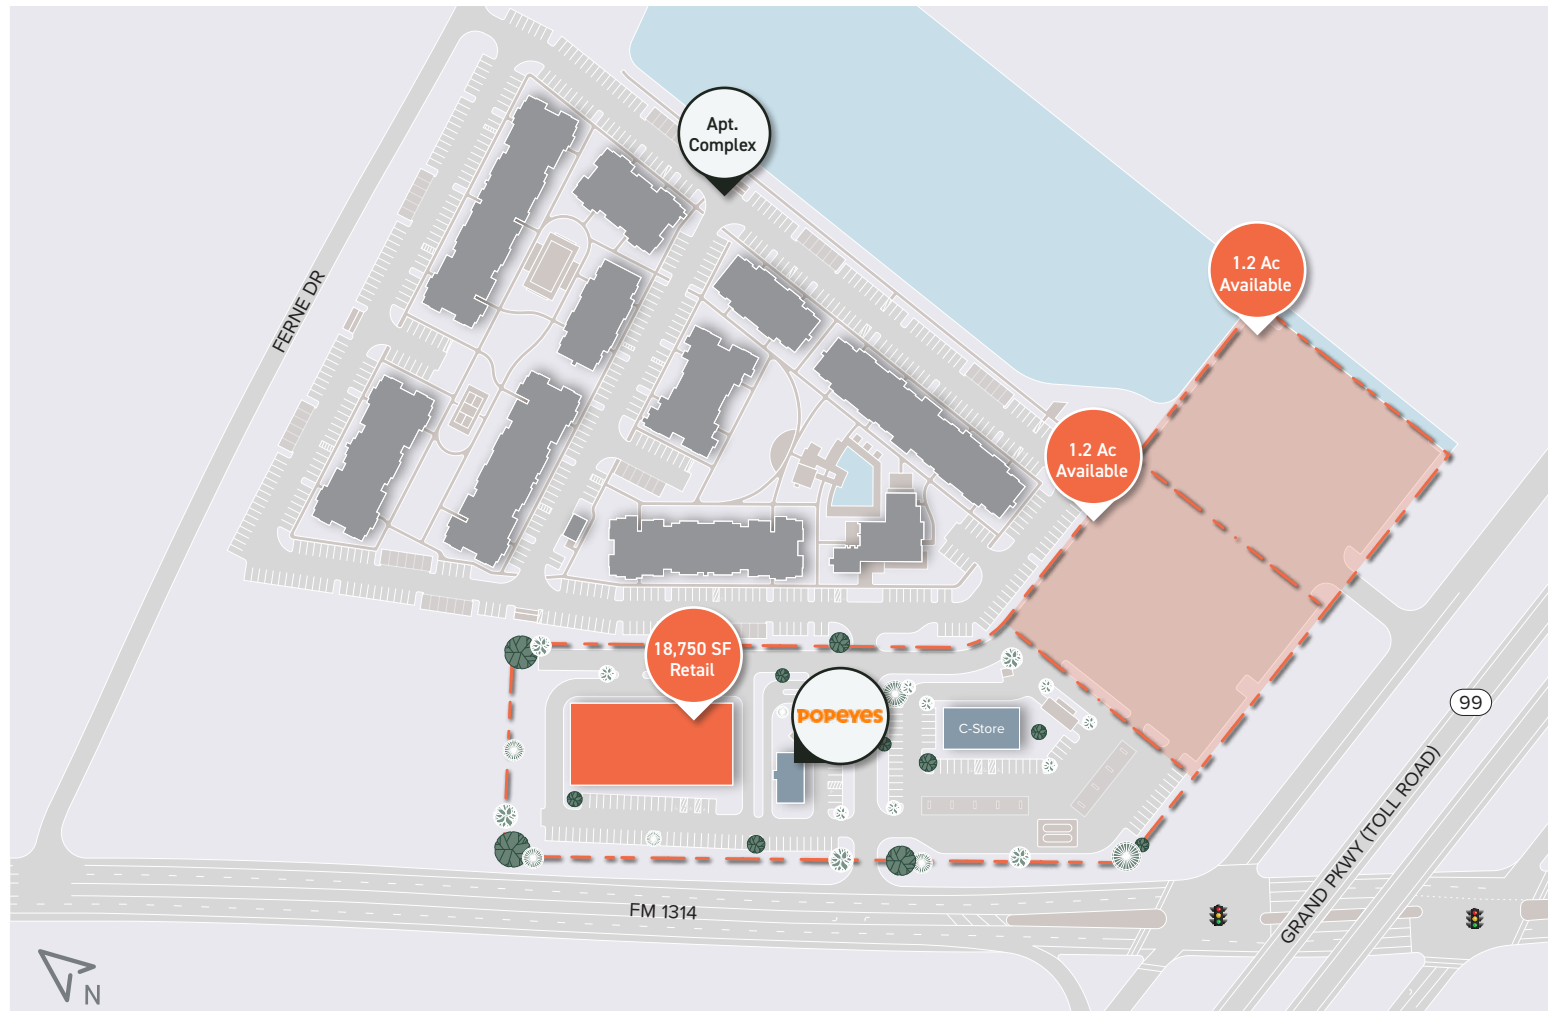 Apt.
Complex
1.2 Ac
Available
FERNE DR
1.2 Ac
Available
18,750 SF
Retail
POPEYES
C-Store
99
GRAND PKWY (TOLL ROAD)
FM 1314
N